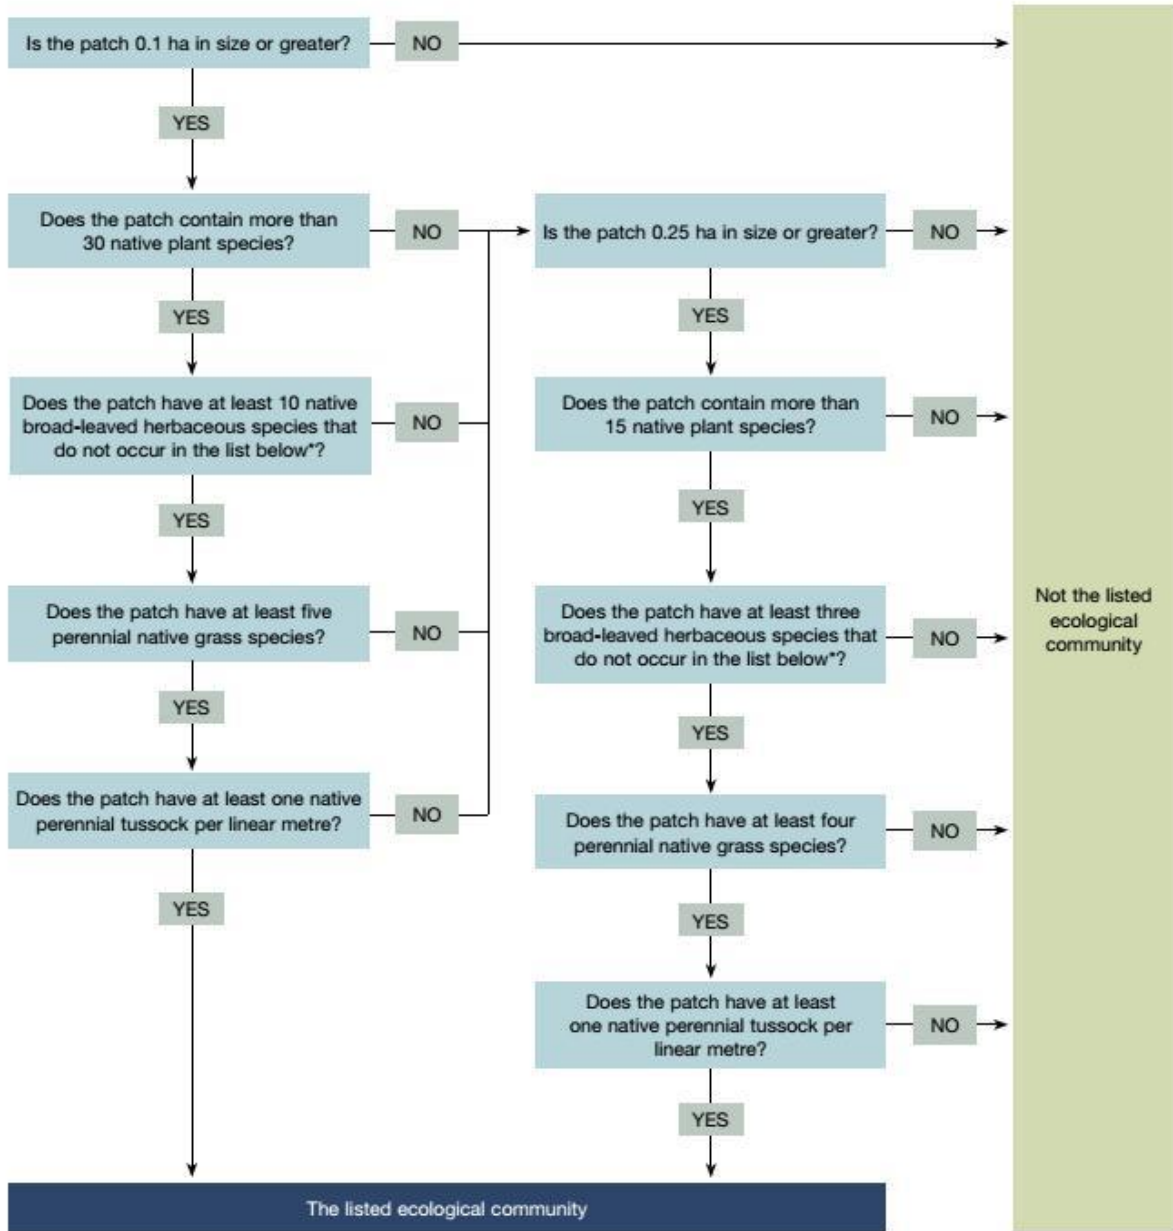 Is the patch 0.1 ha in size or greater?
NO
YES
Does the patch contain more than
30 native plant species?
NO
YES
Does the patch have at least 10 native
broad-leaved herbaceous species that
do not occur in the list below*?
NO
YES
Does the patch have at least five
perennial native grass species?
NO
YES
Does the patch have at least one native
perennial tussock per linear metre?
NO
YES
Is the patch 0.25 ha in size or greater?
NO
YES
Does the patch contain more than
15 native plant species?
NO
YES
Does the patch have at least three
broad-leaved herbaceous species that
do not occur in the list below*?
NO
YES
Does the patch have at least four
perennial native grass species?
NO
YES
Does the patch have at least
one native perennial tussock per
linear metre?
NO
YES
Not the listed
ecological
community
The listed ecological community